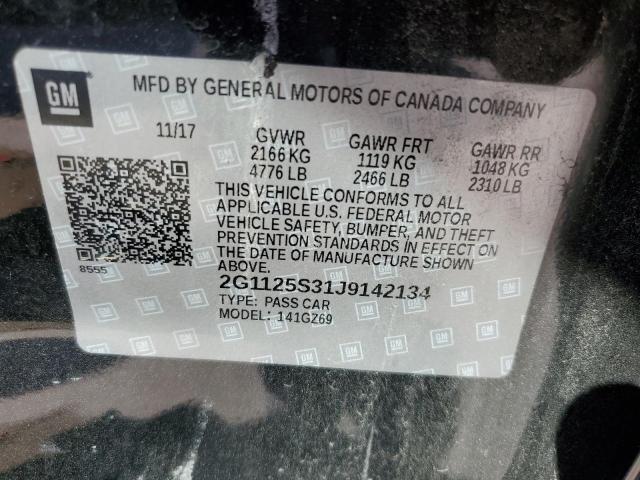 GM
MFD BY GENERAL MOTORS OF CANADA COMPANY
11/17 GVWR GAWR FRT GAWR RR
2166 KG 1119 KG 1048 KG
4776 LB 2466 LB 2310 LB
THIS VEHICLE CONFORMS TO ALL
APPLICABLE U.S. FEDERAL MOTOR
VEHICLE SAFETY, BUMPER, AND THEFT
PREVENTION STANDARDS IN EFFECT ON
THE DATE OF MANUFACTURE SHOWN
ABOVE.
8555
2G1125S31J9142134
TYPE: PASS CAR
MODEL: 141GZ69